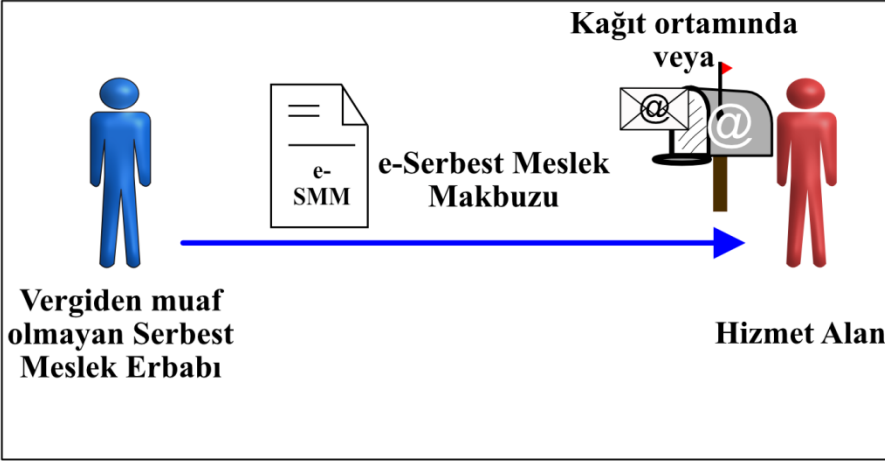 Kağıt ortamında
veya
@
@
e-
SMM
e-Serbest Meslek
Makbuzu
Vergiden muaf
olmayan Serbest
Meslek Erbabı
Hizmet Alan